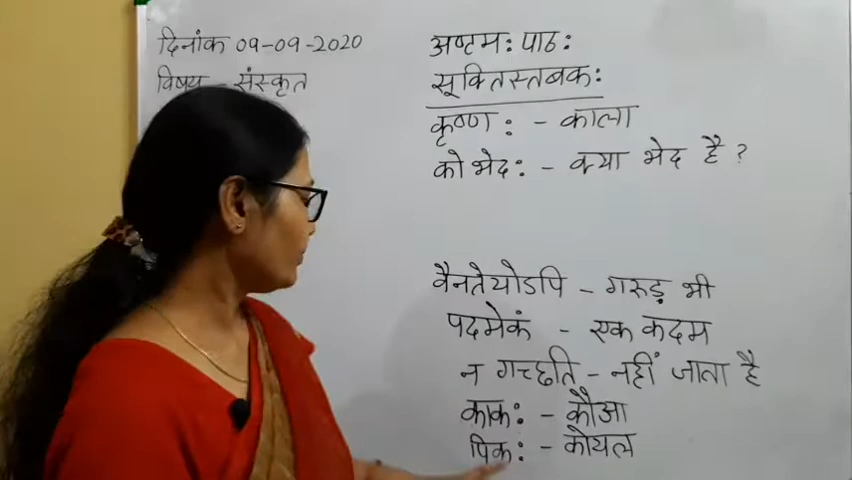 दिनांक 09-09-2020
विषय - संस्कृत
अष्टम: पाठ:
सूक्तिस्तबक:
कृष्ण: - काला
को भेद: - क्या भेद है ?
वैनतेयोऽपि - गरुड़ भी
पदमेकं - एक कदम
न गच्छति - नहीं जाता है
काक: - कौआ
पिक: - कोयल